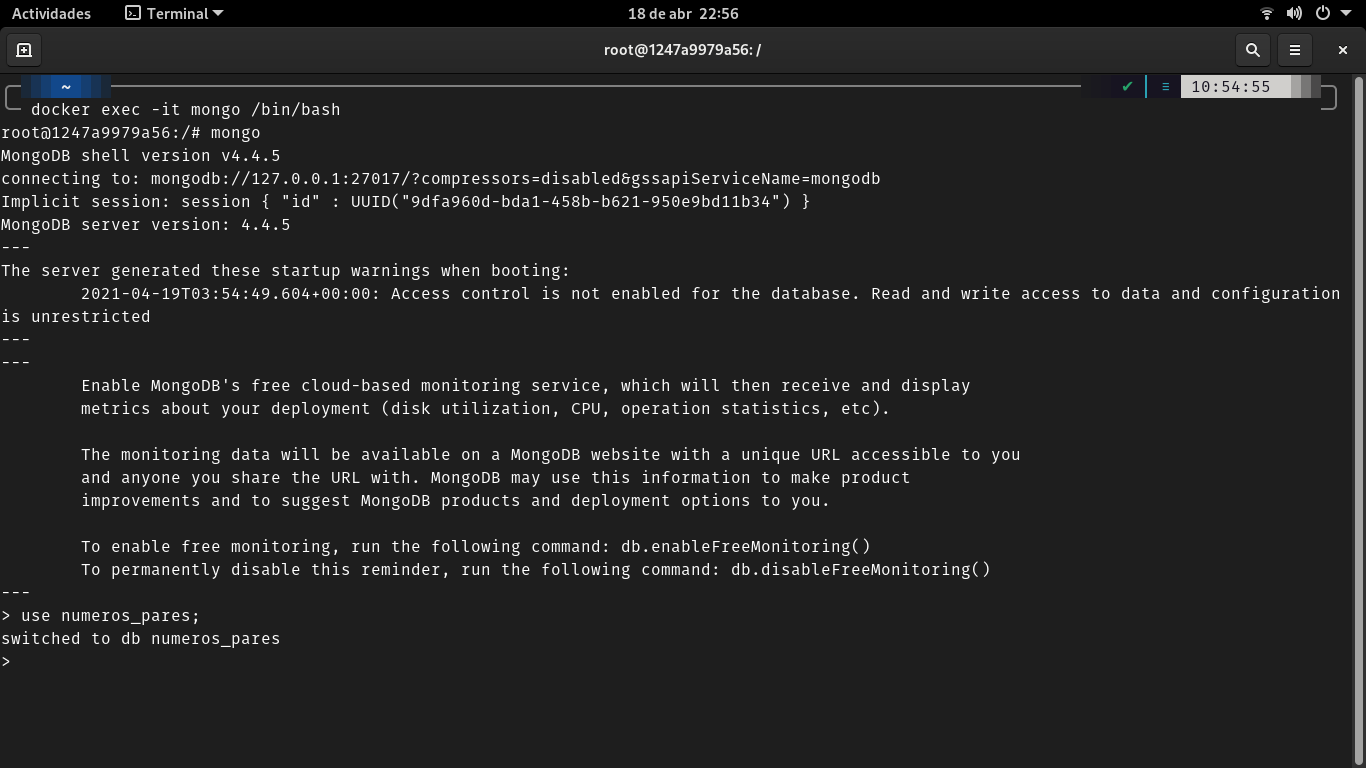 Actividades Terminal 18 de abr 22:56
root@1247a9979a56: /
~ ✔ ≡ 10:54:55
docker exec -it mongo /bin/bash
root@1247a9979a56:/# mongo
MongoDB shell version v4.4.5
connecting to: mongodb://127.0.0.1:27017/?compressors=disabled&gssapiServiceName=mongodb
Implicit session: session { "id" : UUID("9dfa960d-bda1-458b-b621-950e9bd11b34") }
MongoDB server version: 4.4.5
---
The server generated these startup warnings when booting:
        2021-04-19T03:54:49.604+00:00: Access control is not enabled for the database. Read and write access to data and configuration
is unrestricted
---
---
        Enable MongoDB's free cloud-based monitoring service, which will then receive and display
        metrics about your deployment (disk utilization, CPU, operation statistics, etc).

        The monitoring data will be available on a MongoDB website with a unique URL accessible to you
        and anyone you share the URL with. MongoDB may use this information to make product
        improvements and to suggest MongoDB products and deployment options to you.

        To enable free monitoring, run the following command: db.enableFreeMonitoring()
        To permanently disable this reminder, run the following command: db.disableFreeMonitoring()
---
> use numeros_pares;
switched to db numeros_pares
>